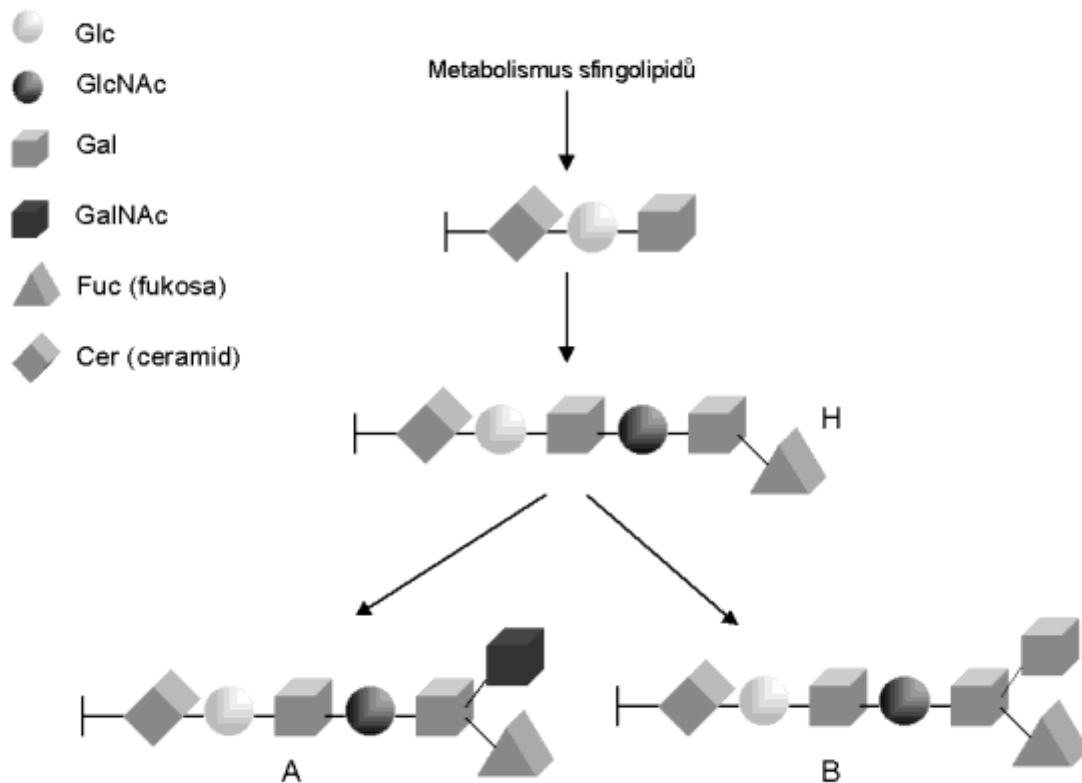 Glc
GlcNAc
Gal
GalNAc
Fuc (fukosa)
Cer (ceramid)
Metabolismus sfingolipidů
H
A
B